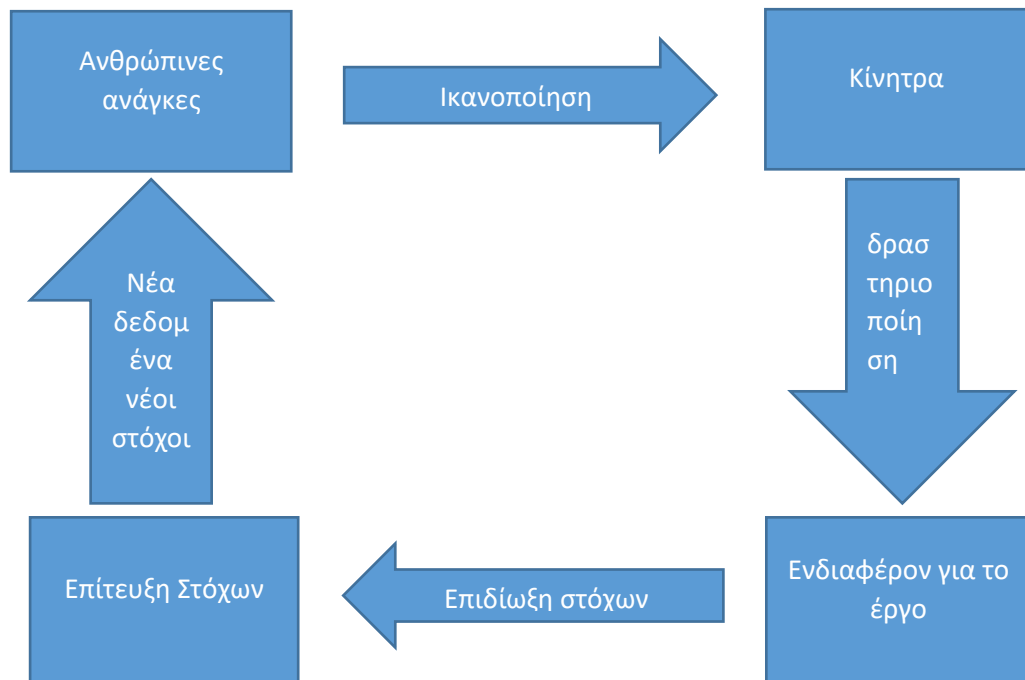 Ανθρώπινες
ανάγκες
Ικανοποίηση
Κίνητρα
δρασ
τηριο
ποίη
ση
Ενδιαφέρον για το
έργο
Επιδίωξη στόχων
Επίτευξη Στόχων
Νέα
δεδομ
ένα
νέοι
στόχοι